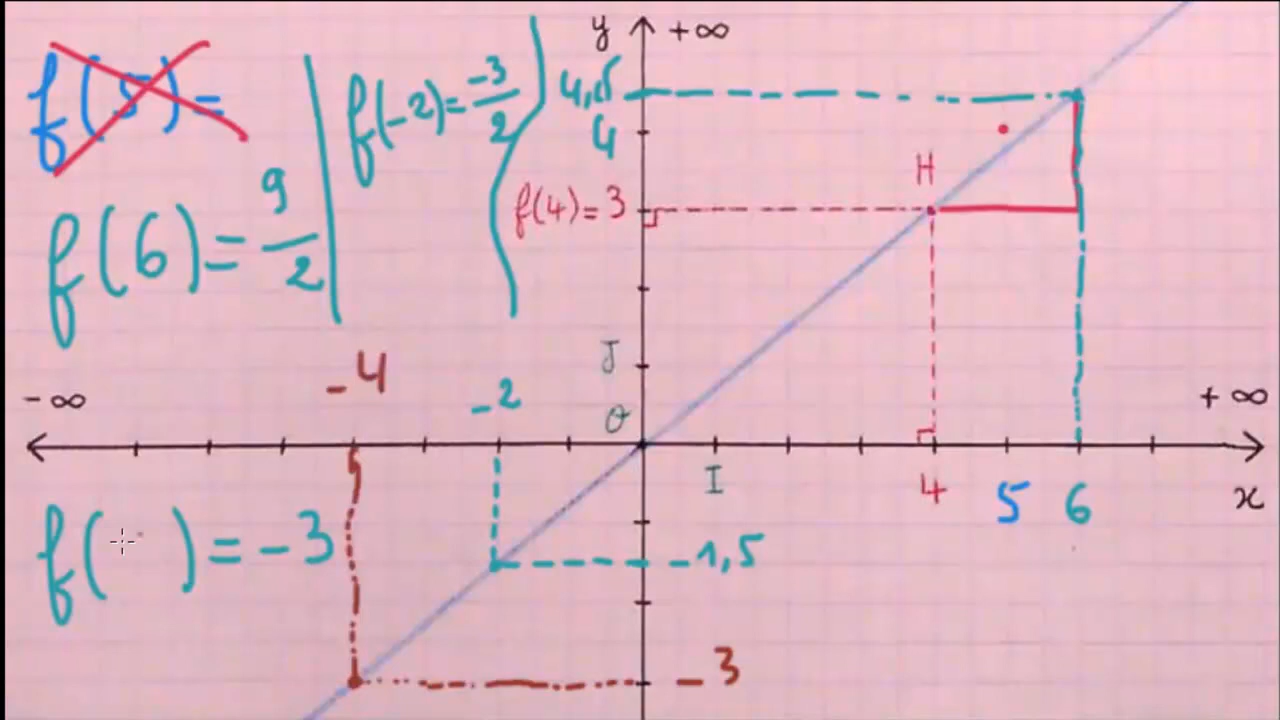 f(5)=
f(6)=9/2
f(-2)=-3/2
y
+∞
4,5
4
f(4)=3
H
J
O
-∞
-4
-2
+∞
I
4
5
6
x
f( )=-3
-1,5
-3